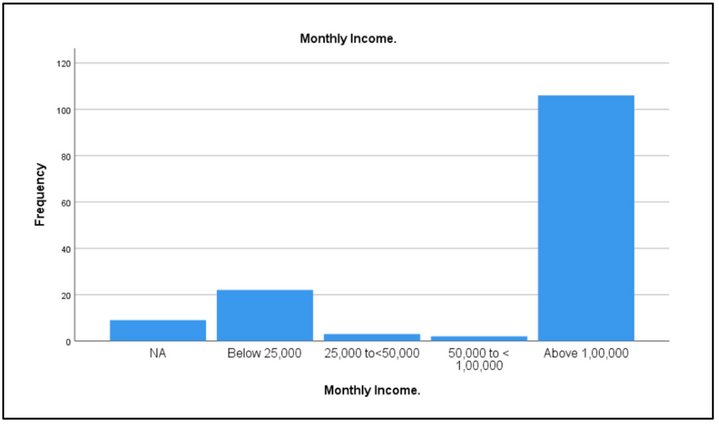 Monthly Income.
Frequency
120
100
80
60
40
20
0
NA
Below 25,000
25,000 to<50,000
50,000 to <
1,00,000
Above 1,00,000
Monthly Income.